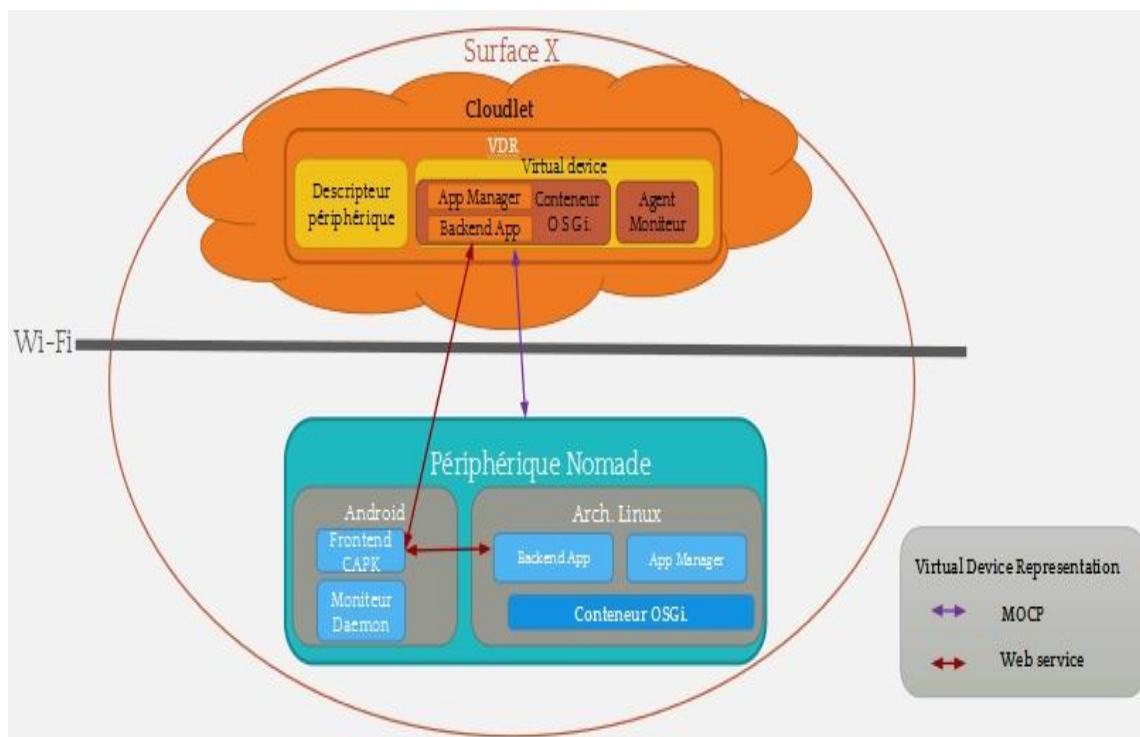 Surface X
Cloudlet
VDR
Virtual device
Descripteur
périphérique
App Manager
Backend App
Conteneur
O S G i.
Agent
Moniteur
Wi-Fi
Périphérique Nomade
Android
Frontend
CAPK
Moniteur
Daemon
Arch. Linux
Backend App
App Manager
Conteneur OSGi.
Virtual Device Representation
MOCP
Web service